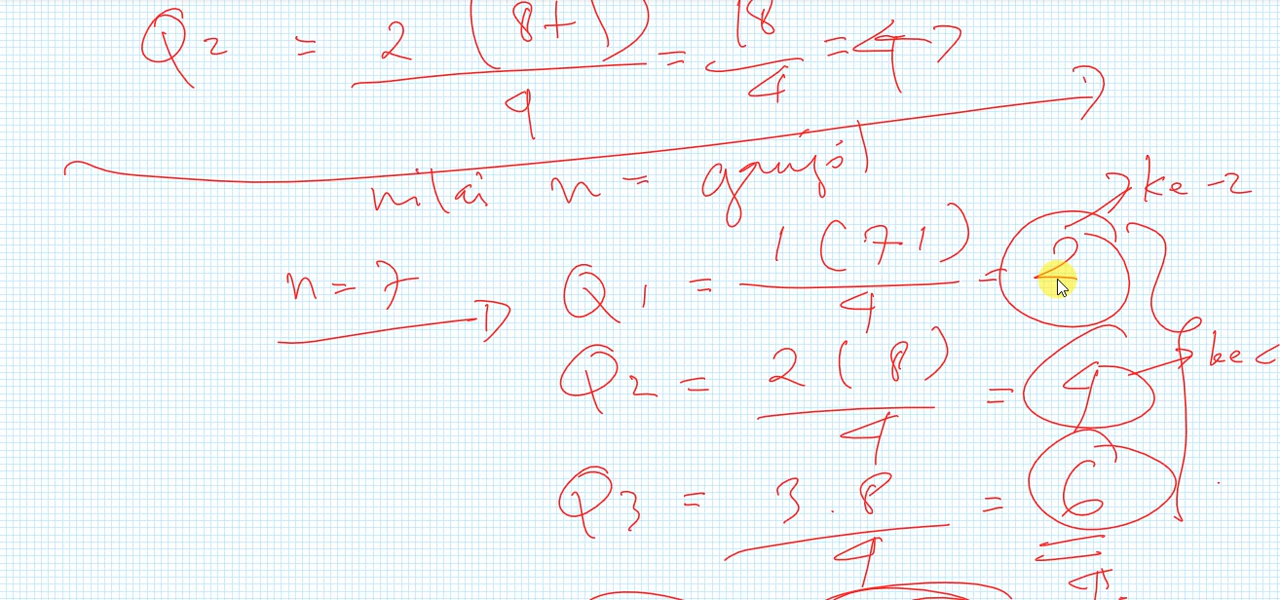 Q2 = 2 (8+1) / 4 = 18 / 4 = 4,7
nilai n = ganjil
→ ke-2
n = 7 Q1 = 1 (7+1) / 4 = 2
Q2 = 2 (8) / 4 = 4 → ke
Q3 = 3 . 8 / 4 = 6